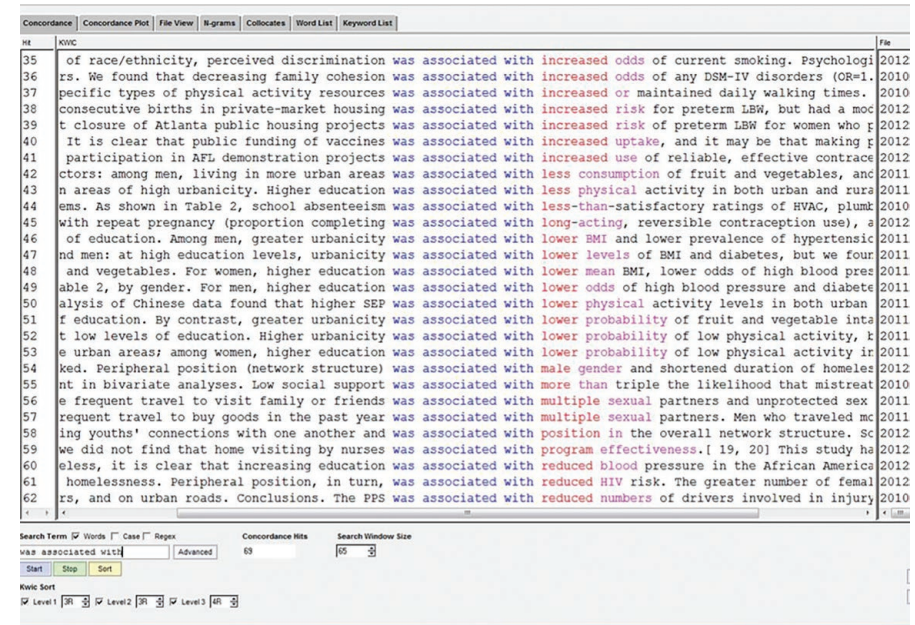 Concordance Concordance Plot File View N-grams Collocates Word List Keyword List
Hit KWIC File
35 of race/ethnicity, perceived discrimination was associated with increased odds of current smoking. Psychologi 2012
36 rs. We found that decreasing family cohesion was associated with increased odds of any DSM-IV disorders (OR=1. 2010
37 pecific types of physical activity resources was associated with increased or maintained daily walking times. 2010
38 consecutive births in private-market housing was associated with increased risk for preterm LBW, but had a mod 2012
39 t closure of Atlanta public housing projects was associated with increased risk of preterm LBW for women who p 2012
40 It is clear that public funding of vaccines was associated with increased uptake, and it may be that making p 2012
41 participation in AFL demonstration projects was associated with increased use of reliable, effective contrace 2012
42 ctors: among men, living in more urban areas was associated with less consumption of fruit and vegetables, and 2011
43 n areas of high urbanicity. Higher education was associated with less physical activity in both urban and rura 2011
44 ems. As shown in Table 2, school absenteeism was associated with less-than-satisfactory ratings of HVAC, plumb 2010
45 with repeat pregnancy (proportion completing was associated with long-acting, reversible contraception use), a 2012
46 of education. Among men, greater urbanicity was associated with lower BMI and lower prevalence of hypertensio 2011
47 nd men: at high education levels, urbanicity was associated with lower levels of BMI and diabetes, but we foun 2011
48 and vegetables. For women, higher education was associated with lower mean BMI, lower odds of high blood pres 2011
49 able 2, by gender. For men, higher education was associated with lower odds of high blood pressure and diabete 2011
50 alysis of Chinese data found that higher SEP was associated with lower physical activity levels in both urban 2011
51 f education. By contrast, greater urbanicity was associated with lower probability of fruit and vegetable inta 2011
52 t low levels of education. Higher urbanicity was associated with lower probability of low physical activity, b 2011
53 e urban areas; among women, higher education was associated with lower probability of low physical activity in 2011
54 ked. Peripheral position (network structure) was associated with male gender and shortened duration of homeles 2012
55 nt in bivariate analyses. Low social support was associated with more than triple the likelihood that mistreat 2010
56 e frequent travel to visit family or friends was associated with multiple sexual partners and unprotected sex 2011
57 requent travel to buy goods in the past year was associated with multiple sexual partners. Men who traveled mo 2011
58 ing youths' connections with one another and was associated with position in the overall network structure. Sc 2012
59 we did not find that home visiting by nurses was associated with program effectiveness.[ 19, 20] This study ha 2012
60 eless, it is clear that increasing education was associated with reduced blood pressure in the African America 2012
61 homelessness. Peripheral position, in turn, was associated with reduced HIV risk. The greater number of femal 2012
62 rs, and on urban roads. Conclusions. The PPS was associated with reduced numbers of drivers involved in injury 2010
Search Term Words Case Regex Concordance Hits Search Window Size
was associated with Advanced 69 65
Start Stop Sort
Kwic Sort
Level 1 3R Level 2 3R Level 3 4R